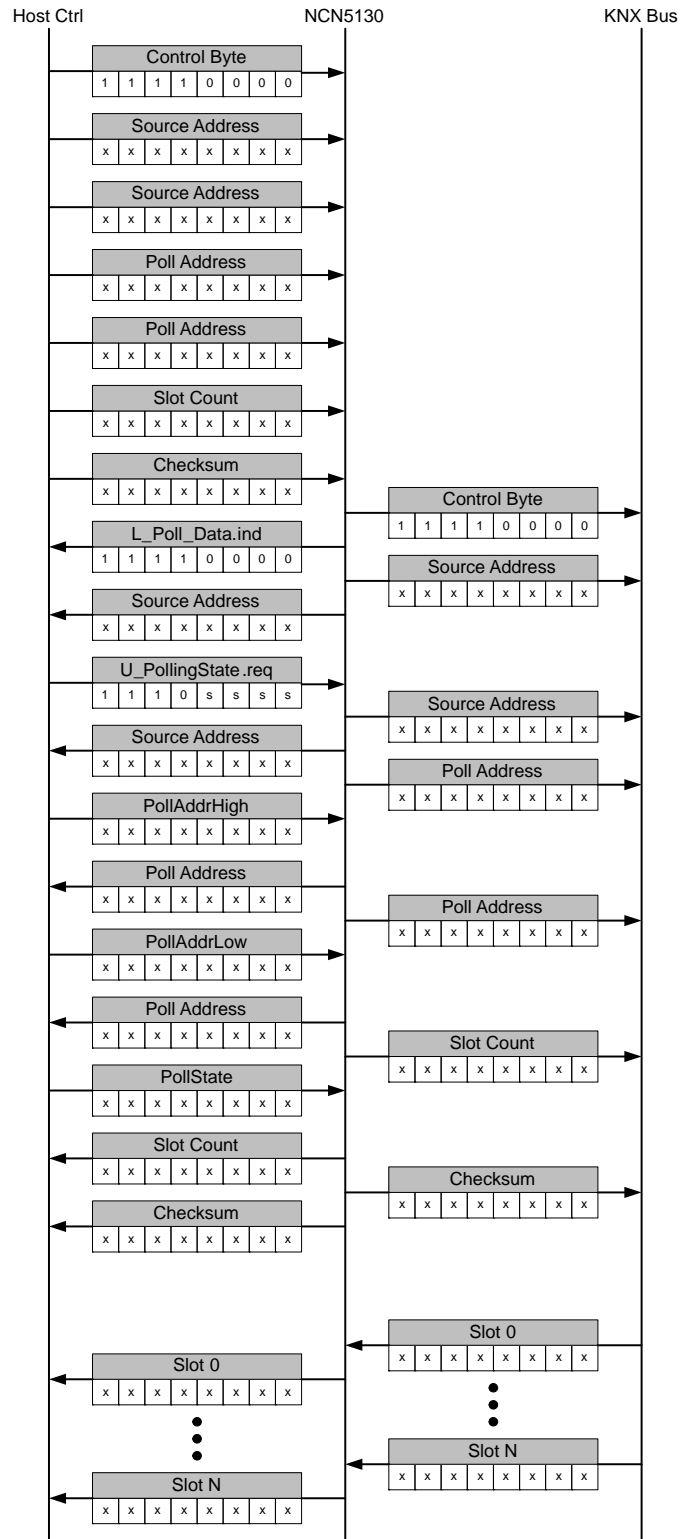 Host Ctrl NCN5130 KNX Bus
Control Byte
1 1 1 1 0 0 0 0
Source Address
x x x x x x x x
Source Address
x x x x x x x x
Poll Address
x x x x x x x x
Poll Address
x x x x x x x x
Slot Count
x x x x x x x x
Checksum
x x x x x x x x
Control Byte
1 1 1 1 0 0 0 0
L_Poll_Data.ind
1 1 1 1 0 0 0 0
Source Address
x x x x x x x x
Source Address
x x x x x x x x
U_PollingState.req
1 1 1 0 s s s s
Source Address
x x x x x x x x
Source Address
x x x x x x x x
Poll Address
x x x x x x x x
PollAddrHigh
x x x x x x x x
Poll Address
x x x x x x x x
Poll Address
x x x x x x x x
PollAddrLow
x x x x x x x x
Poll Address
x x x x x x x x
Slot Count
x x x x x x x x
PollState
x x x x x x x x
Slot Count
x x x x x x x x
Checksum
x x x x x x x x
Checksum
x x x x x x x x
Slot 0
x x x x x x x x
Slot 0
x x x x x x x x
Slot N
x x x x x x x x
Slot N
x x x x x x x x